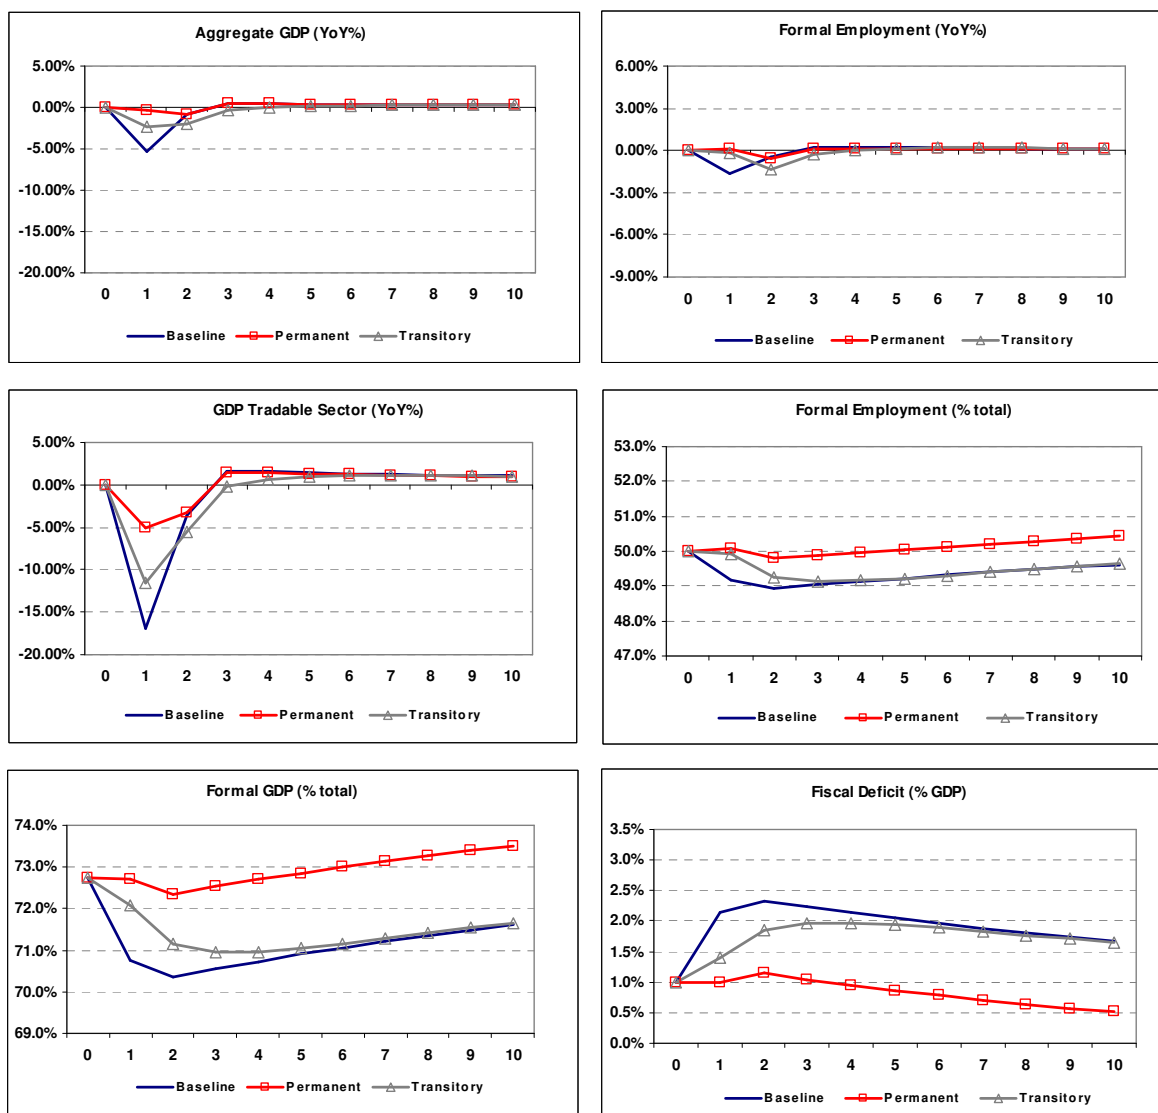 Aggregate GDP (YoY%)
5.00%
0.00%
-5.00%
-10.00%
-15.00%
-20.00%
0 1 2 3 4 5 6 7 8 9 10
Baseline Permanent Transitory
Formal Employment (YoY%)
6.00%
3.00%
0.00%
-3.00%
-6.00%
-9.00%
0 1 2 3 4 5 6 7 8 9 10
Baseline Permanent Transitory
GDP Tradable Sector (YoY%)
5.00%
0.00%
-5.00%
-10.00%
-15.00%
-20.00%
0 1 2 3 4 5 6 7 8 9 10
Baseline Permanent Transitory
Formal Employment (% total)
53.0%
52.0%
51.0%
50.0%
49.0%
48.0%
47.0%
0 1 2 3 4 5 6 7 8 9 10
Baseline Permanent Transitory
Formal GDP (% total)
74.0%
73.0%
72.0%
71.0%
70.0%
69.0%
0 1 2 3 4 5 6 7 8 9 10
Baseline Permanent Transitory
Fiscal Deficit (% GDP)
3.5%
3.0%
2.5%
2.0%
1.5%
1.0%
0.5%
0.0%
0 1 2 3 4 5 6 7 8 9 10
Baseline Permanent Transitory